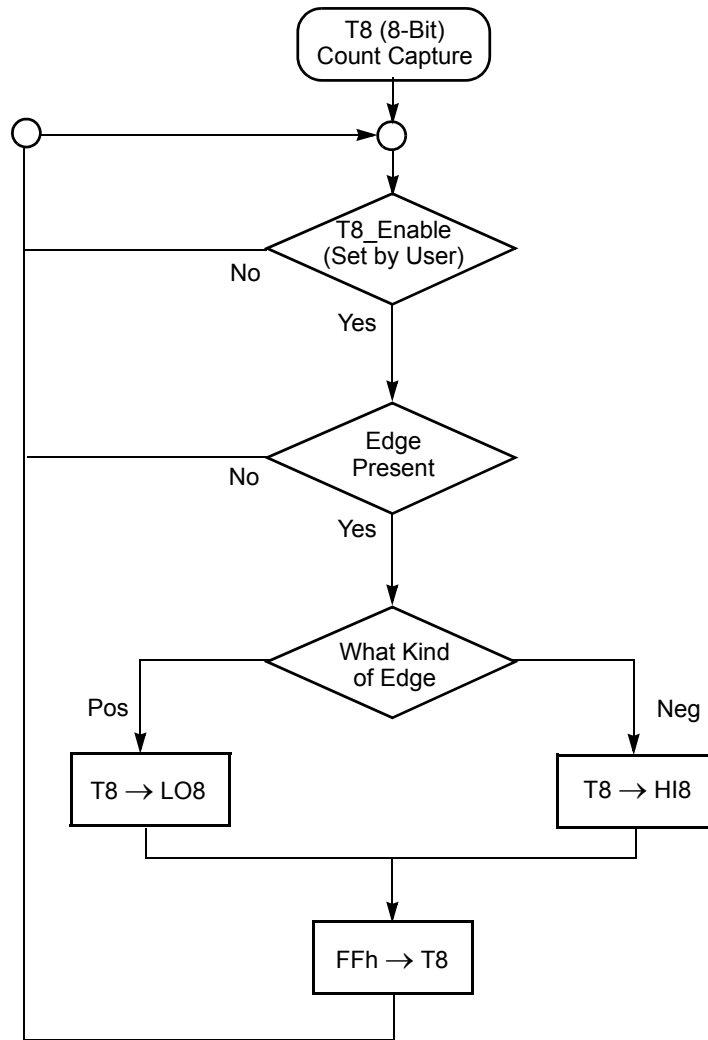 T8 (8-Bit)
Count Capture
T8_Enable
(Set by User)
No
Yes
Edge
Present
No
Yes
What Kind
of Edge
Pos
Neg
T8 → LO8
T8 → HI8
FFh → T8